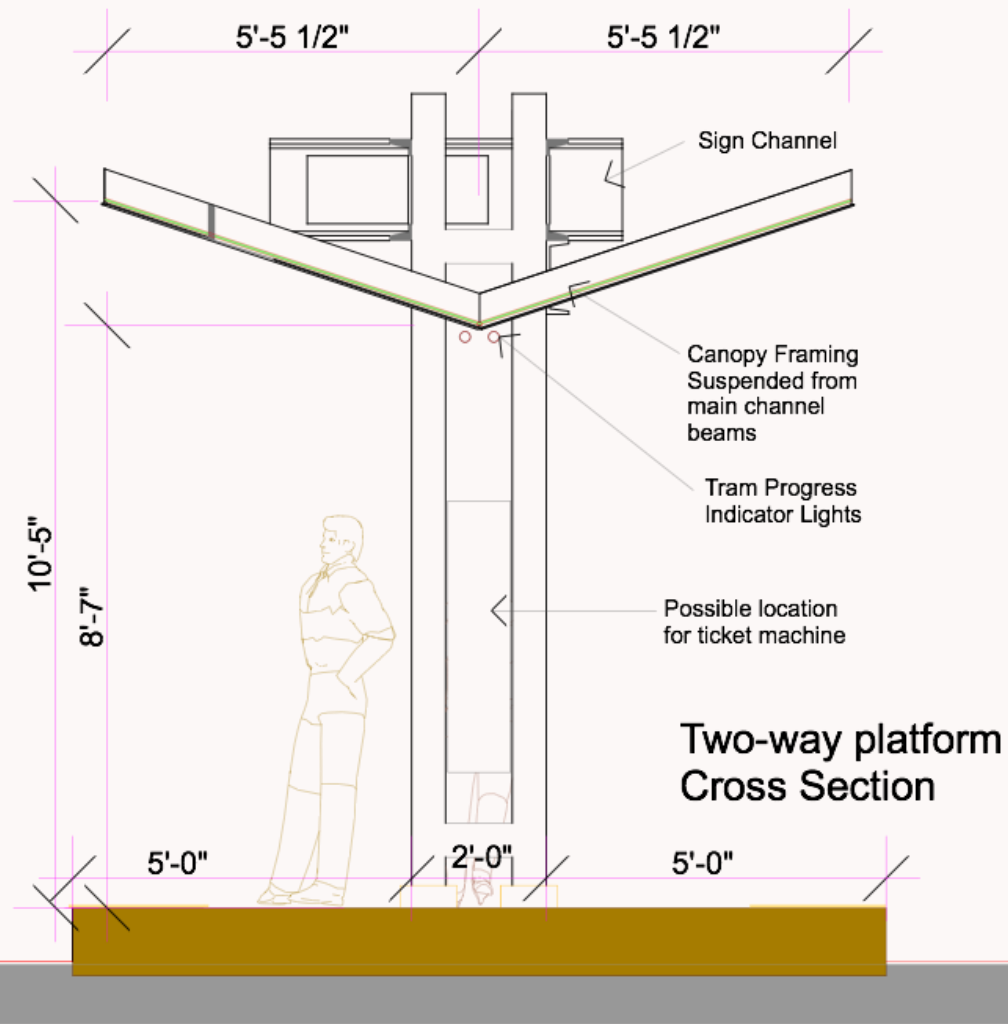 5'-5 1/2"
5'-5 1/2"
Sign Channel
Canopy Framing
Suspended from
main channel
beams
Tram Progress
Indicator Lights
10'-5"
8'-7"
Possible location
for ticket machine
Two-way platform
Cross Section
5'-0"
2'-0"
5'-0"